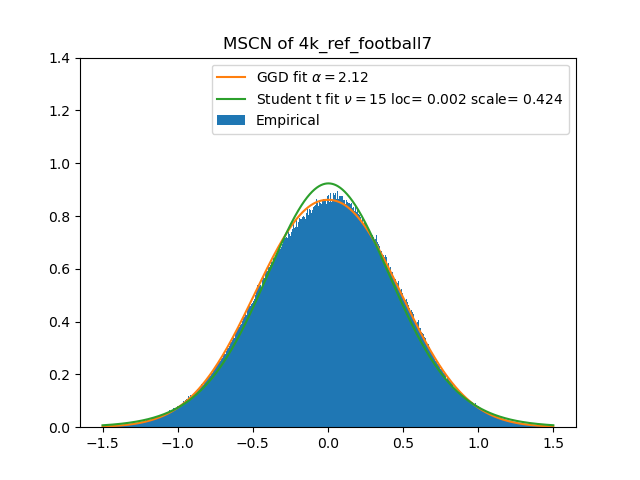 MSCN of 4k_ref_football7
GGD fit α = 2.12
Student t fit ν = 15 loc= 0.002 scale= 0.424
Empirical
1.4
1.2
1.0
0.8
0.6
0.4
0.2
0.0
−1.5 −1.0 −0.5 0.0 0.5 1.0 1.5